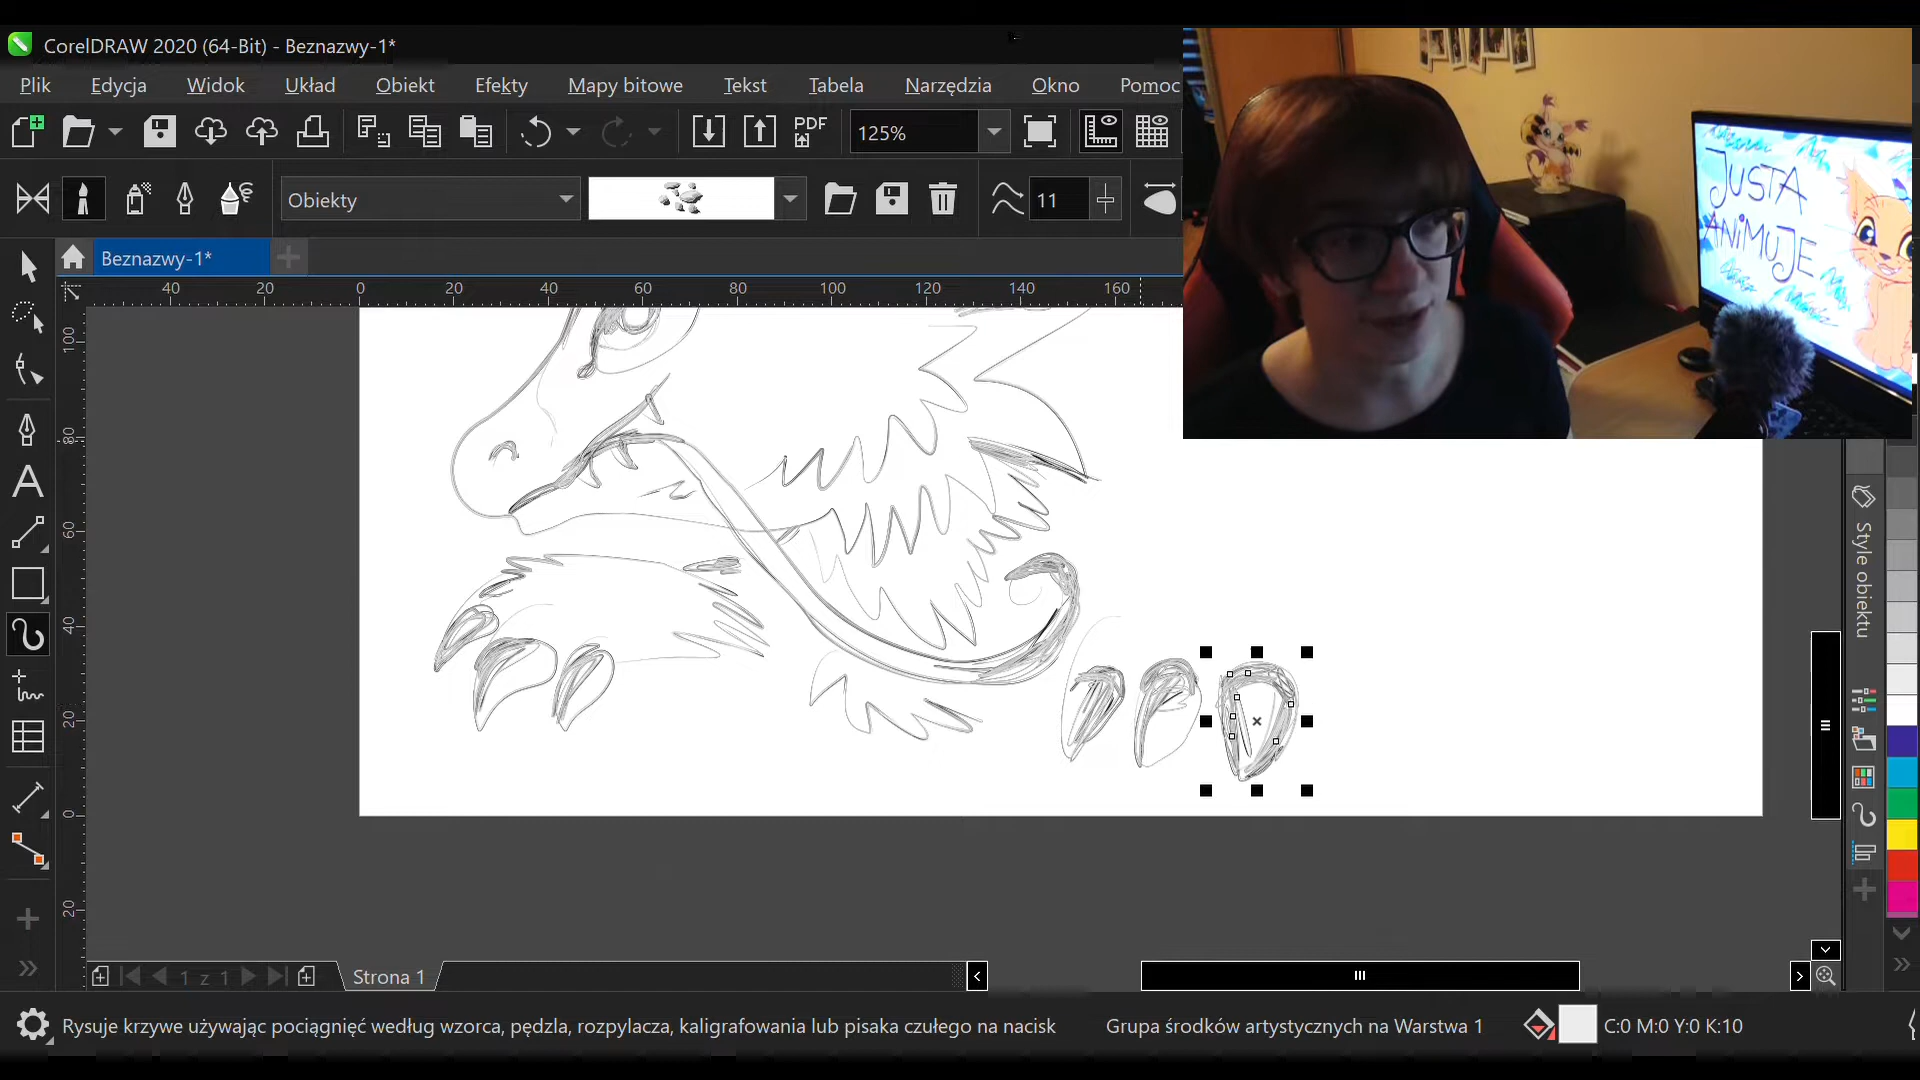 CorelDRAW 2020 (64-Bit) - Beznazwy-1*
Plik Edycja Widok Układ Obiekt Efekty Mapy bitowe Tekst Tabela Narzędzia Okno Pomoc
PDF 125%
Obiekty 11
Beznazwy-1*
40 20 0 20 40 60 80 100 120 140 160
100
80
60
40
20
0
20
JUSTA
ANiMUJE
Style obiektu
1 z 1 Strona 1
Rysuje krzywe używając pociągnięć według wzorca, pędzla, rozpylacza, kaligrafowania lub pisaka czułego na nacisk Grupa środków artystycznych na Warstwa 1 C:0 M:0 Y:0 K:10